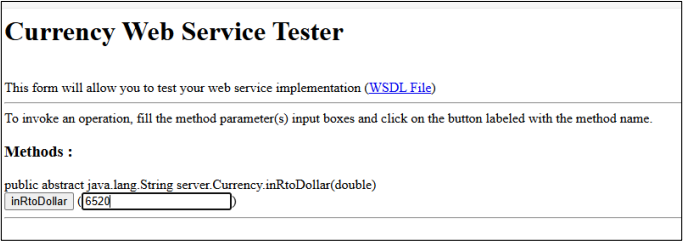 Currency Web Service Tester
This form will allow you to test your web service implementation (WSDL File)
To invoke an operation, fill the method parameter(s) input boxes and click on the button labeled with the method name.
Methods :
public abstract java.lang.String server.Currency.inRtoDollar(double)
inRtoDollar (6520)